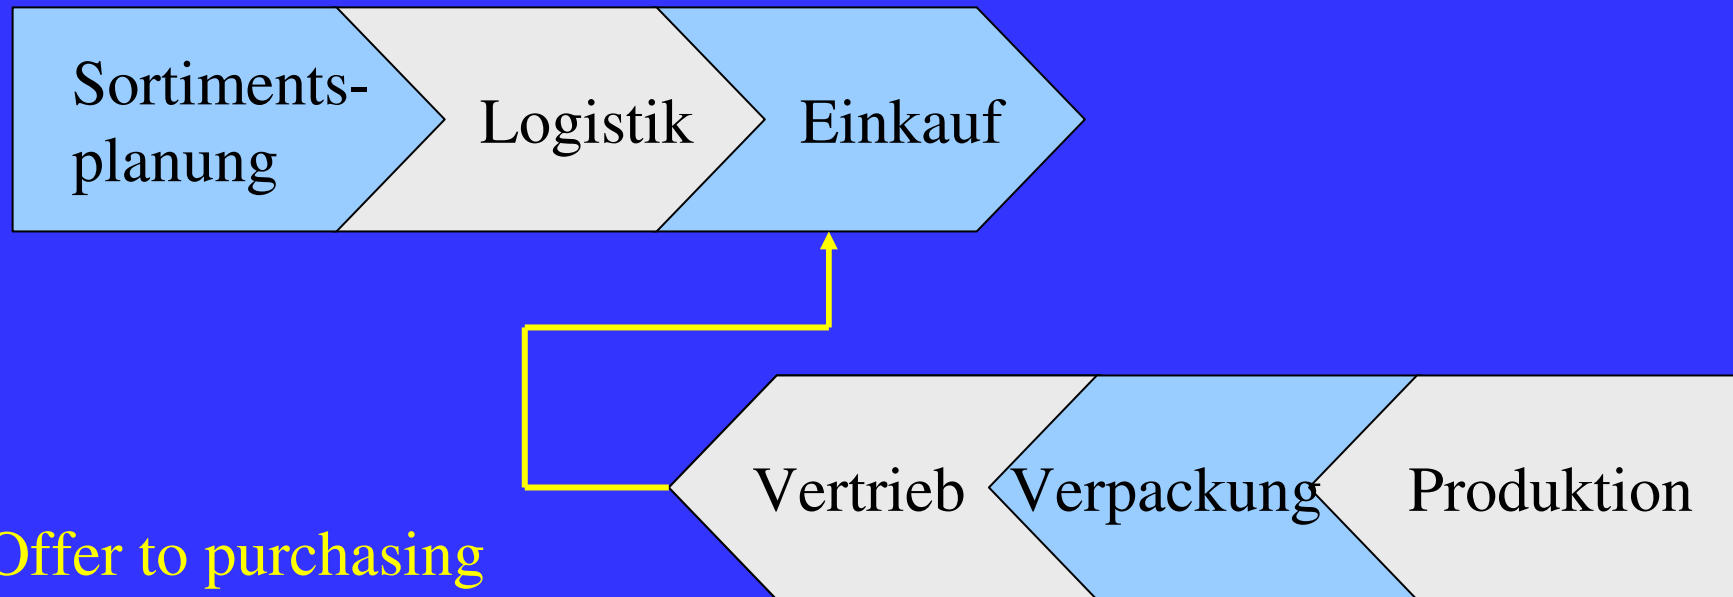 Sortiments-
planung
Logistik
Einkauf
Vertrieb
Verpackung
Produktion
Offer to purchasing